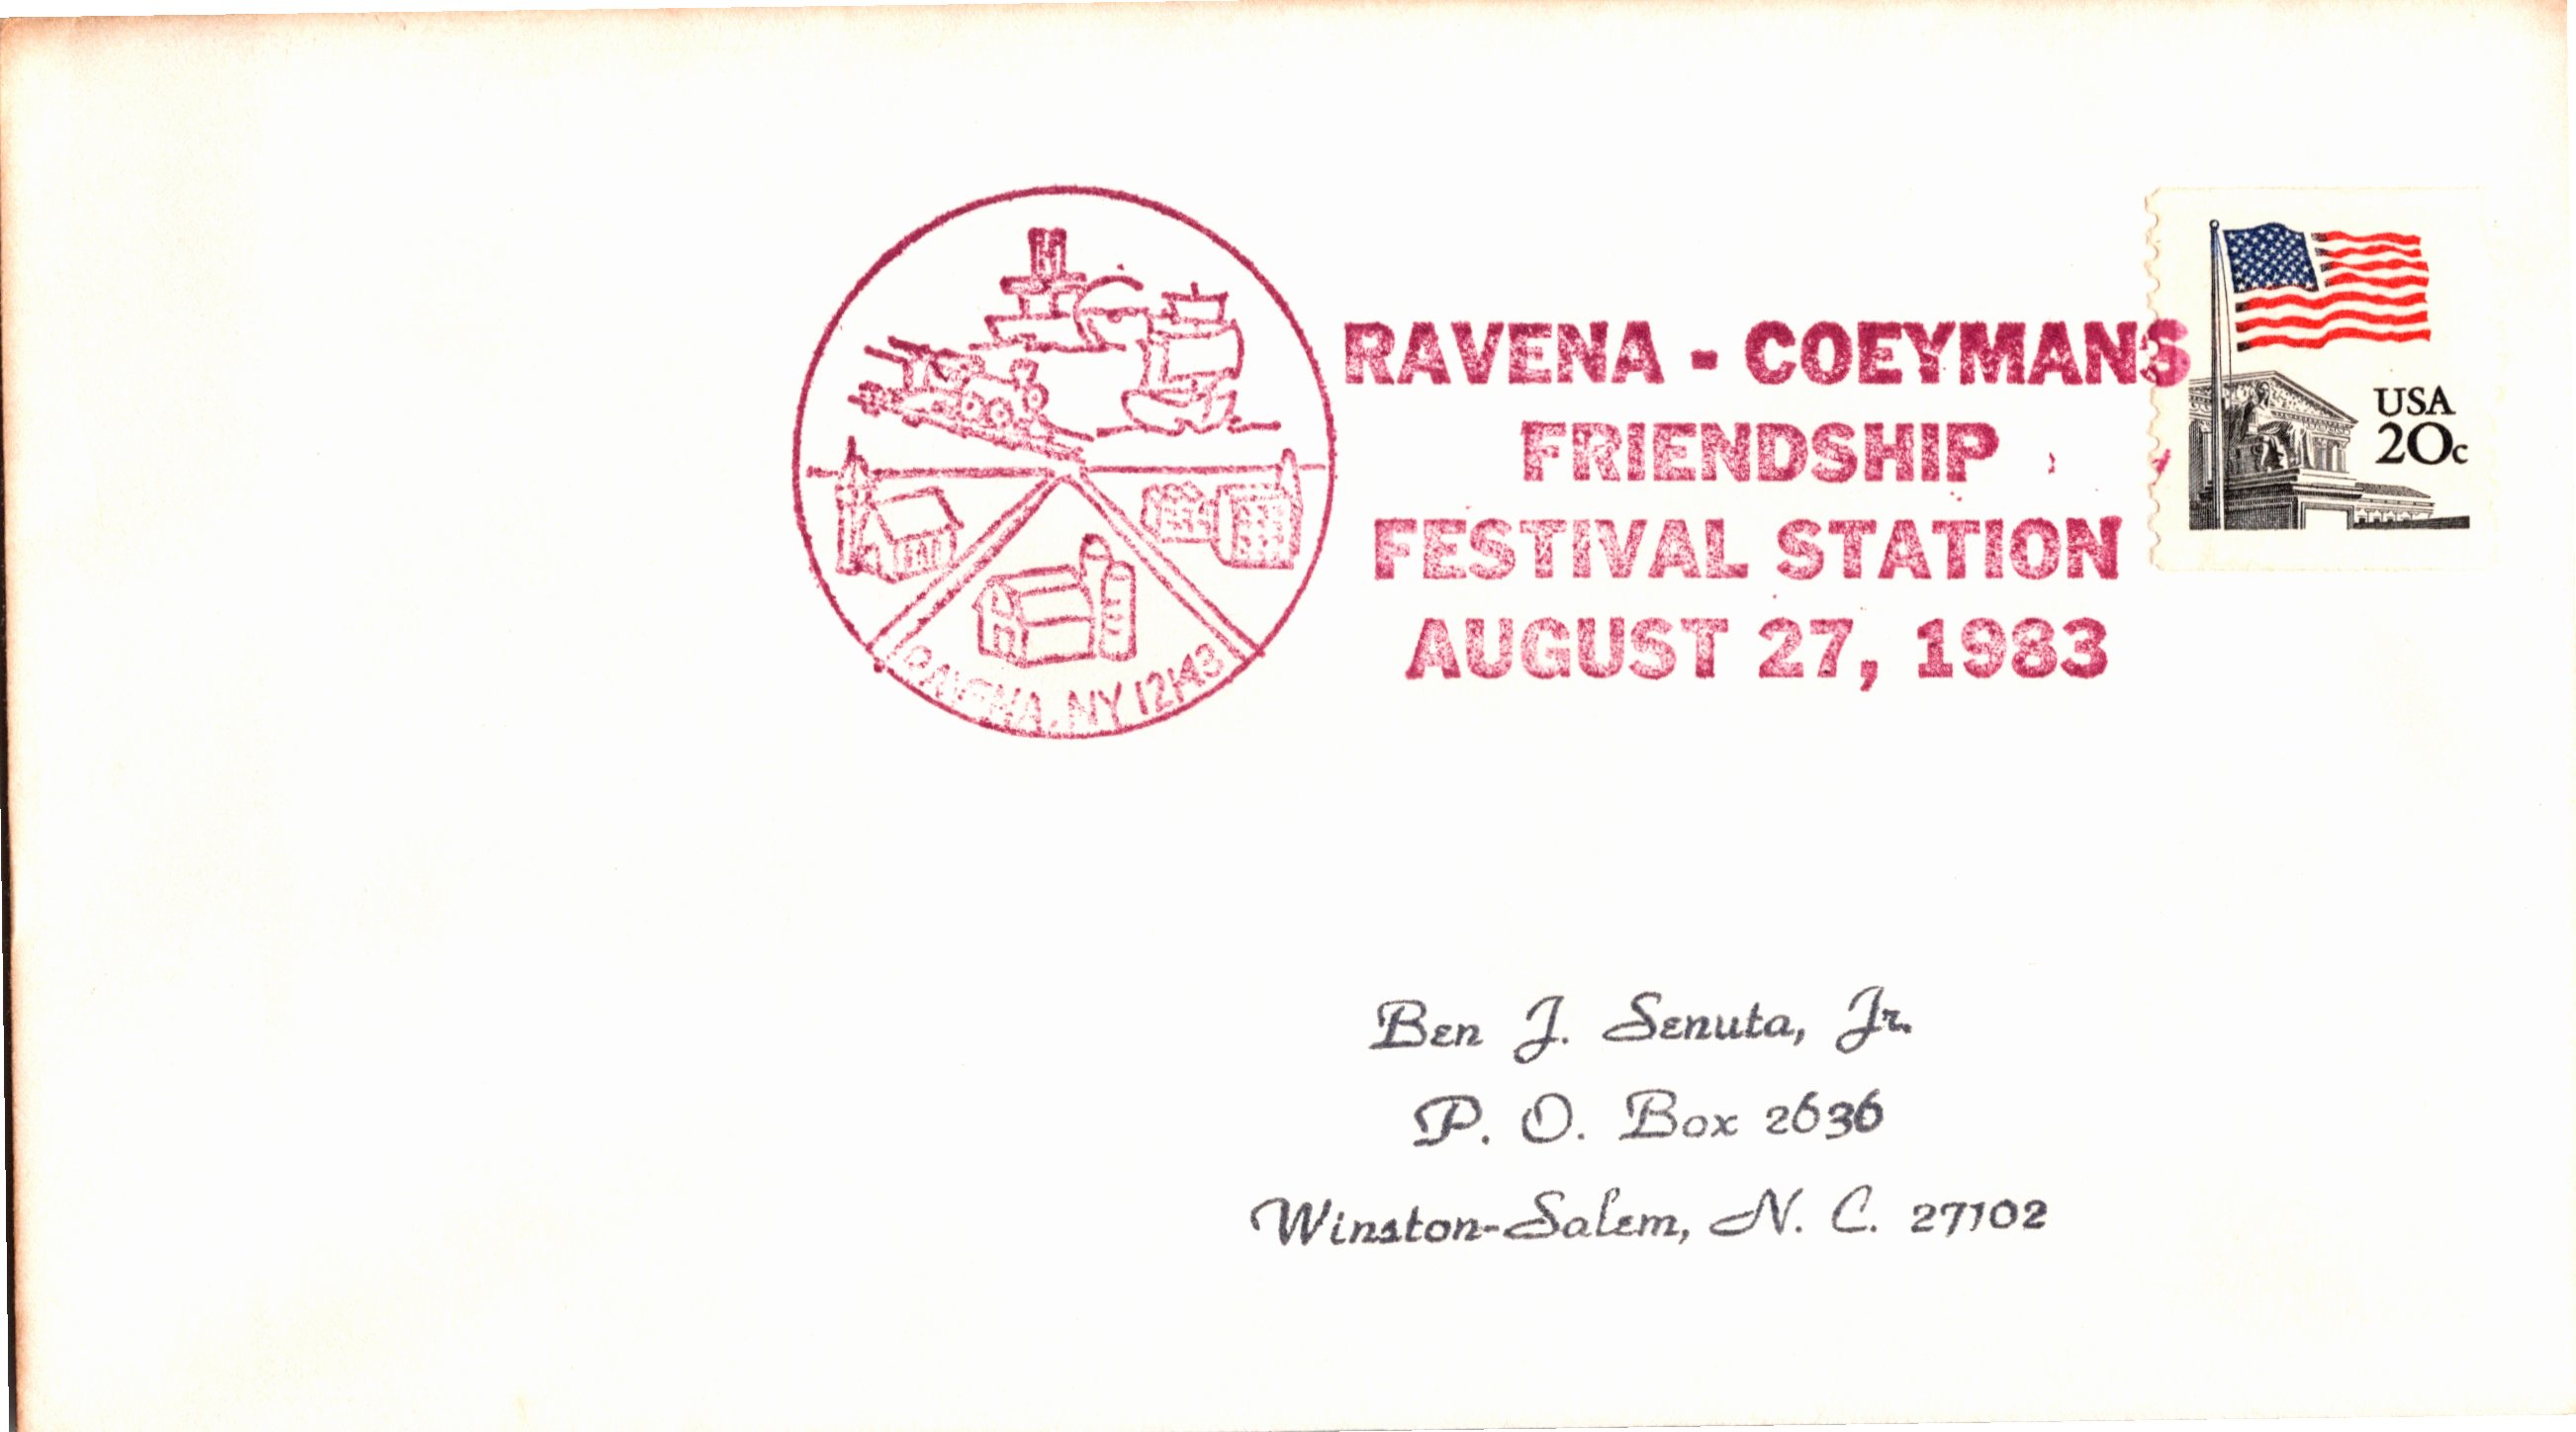 RAVENA - COEYMANS
FRIENDSHIP
FESTIVAL STATION
AUGUST 27, 1983
RAVENA, NY 12143
USA
20c
Ben J. Senuta, Jr.
P. O. Box 2636
Winston-Salem, N. C. 27102